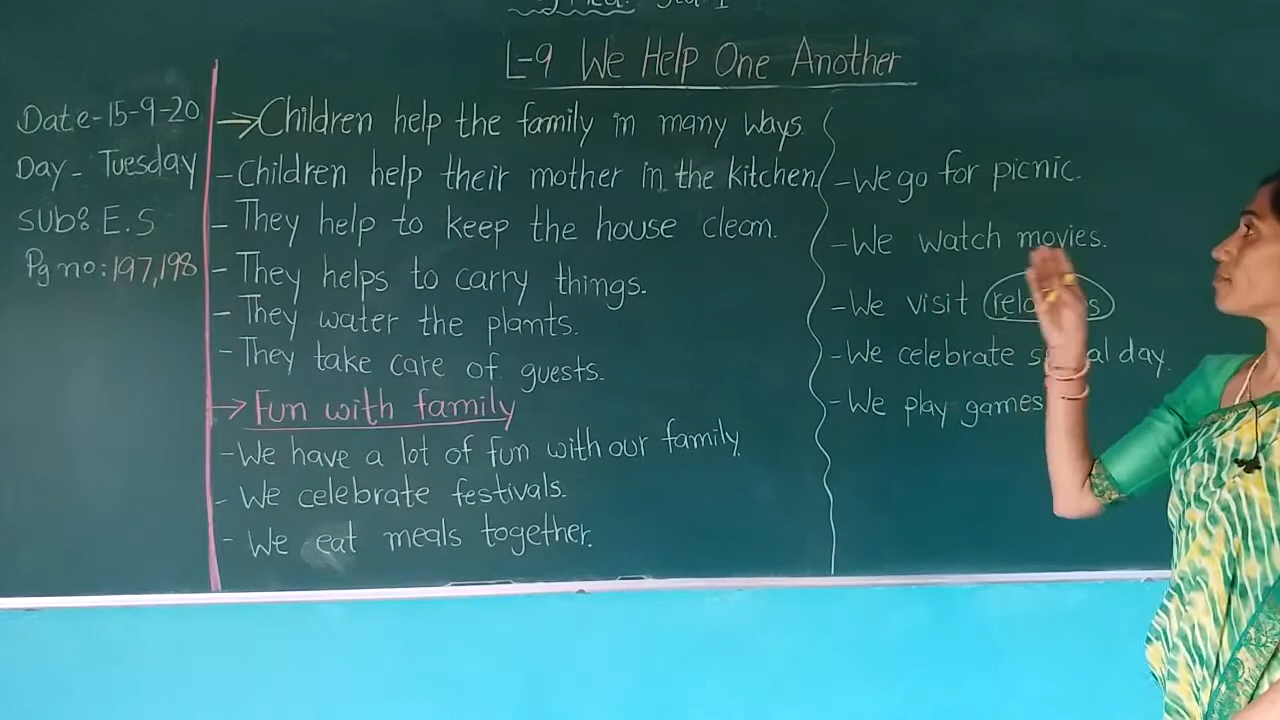 L-9 We Help One Another
Date-15-9-20
Day- Tuesday
Sub: E.S
Pg no: 197,198
→ Children help the family in many ways.
- Children help their mother in the kitchen
- They help to keep the house clean.
- They helps to carry things.
- They water the plants.
- They take care of guests.
→ Fun with family
- We have a lot of fun with our family.
- We celebrate festivals.
- We eat meals together.
- We go for picnic.
- We watch movies.
- We visit
- We celebrate day.
- We play games